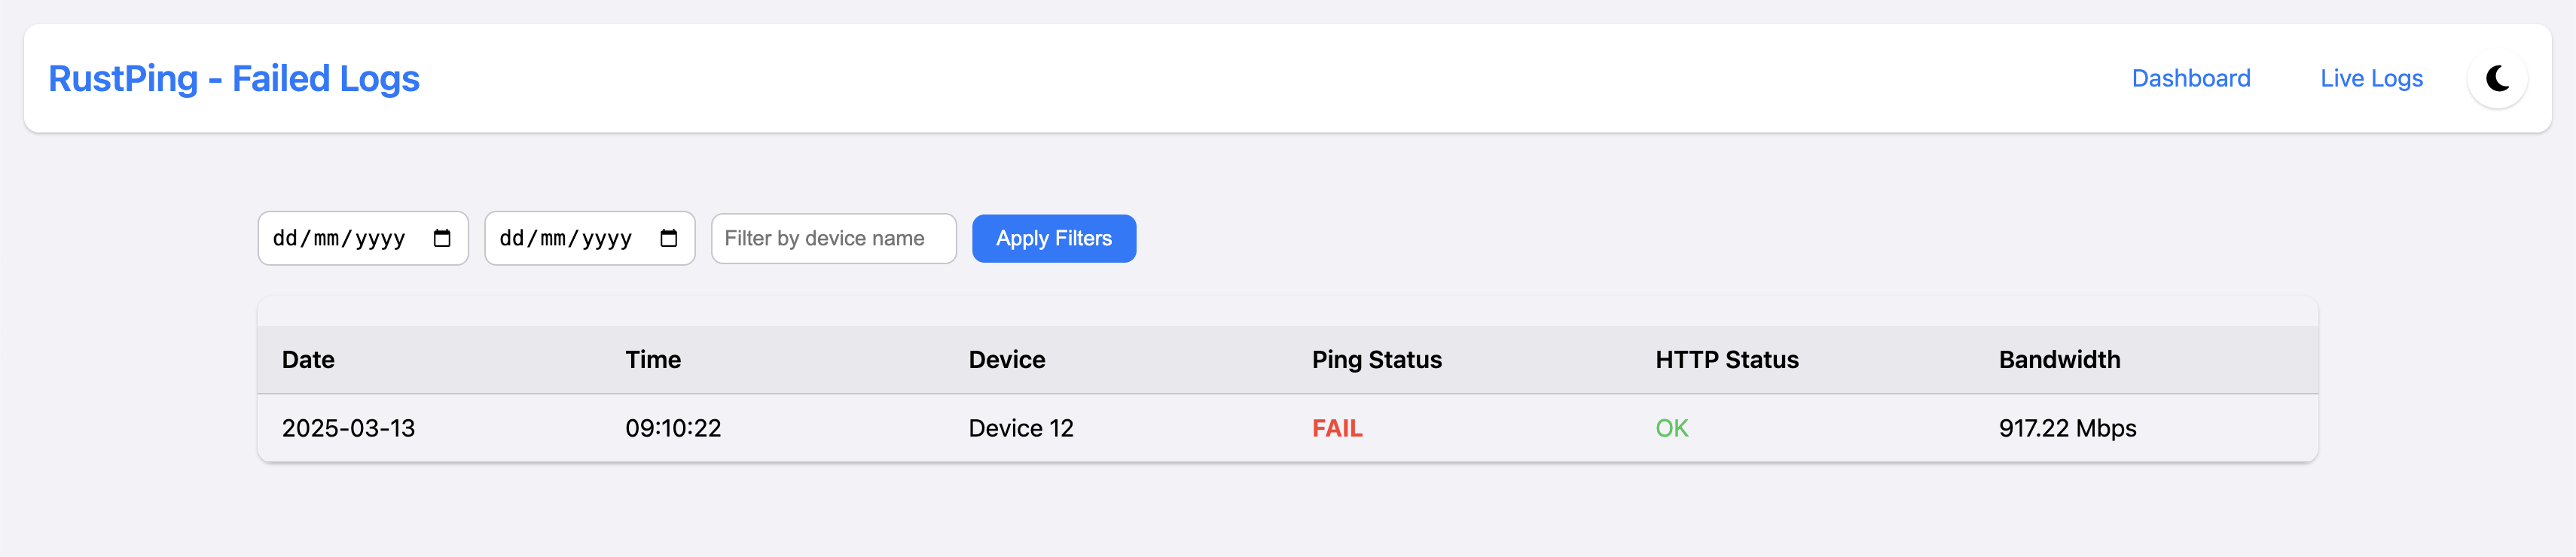 RustPing - Failed Logs
Dashboard
Live Logs
dd/mm/yyyy
dd/mm/yyyy
Filter by device name
Apply Filters
Date Time Device Ping Status HTTP Status Bandwidth
2025-03-13 09:10:22 Device 12 FAIL OK 917.22 Mbps